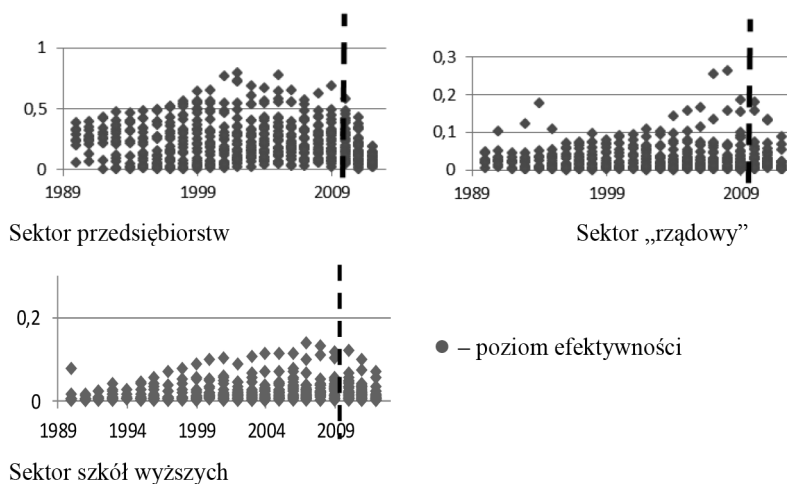 1
0,5
0
1989 1999 2009
Sektor przedsiębiorstw
0,3
0,2
0,1
0
1989 1999 2009
Sektor „rządowy”
0,2
0
1989 1994 1999 2004 2009
Sektor szkół wyższych
– poziom efektywności